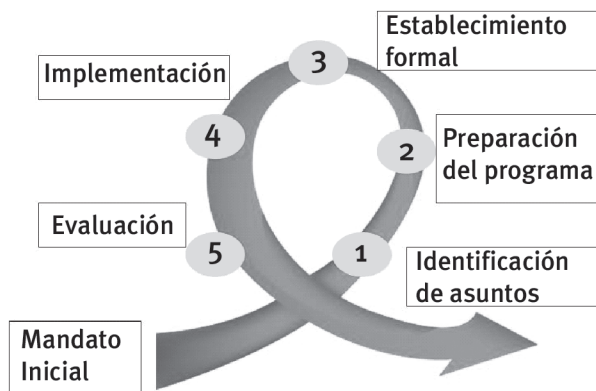 Establecimiento
formal
3
Implementación
4
2
Preparación
del programa
Evaluación
5
1
Identificación
de asuntos
Mandato
Inicial